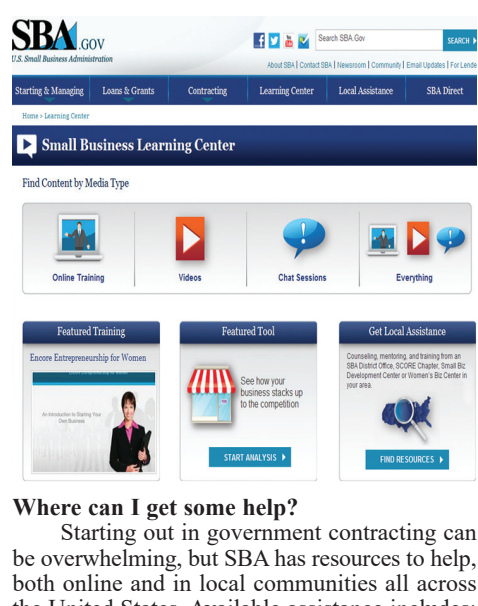 SBA.GOV
U.S. Small Business Administration
Search SBA.Gov
SEARCH
About SBA | Contact SBA | Newsroom | Community | Email Updates | For Lende
Starting & Managing Loans & Grants Contracting Learning Center Local Assistance SBA Direct
Home > Learning Center
Small Business Learning Center
Find Content by Media Type
Online Training Videos Chat Sessions Everything
Featured Training
Encore Entrepreneurship for Women
An Introduction to Starting Your
Own Business
Featured Tool
See how your
business stacks up
to the competition
START ANALYSIS
Get Local Assistance
Counseling, mentoring, and training from an
SBA District Office, SCORE Chapter, Small Biz
Development Center or Women's Biz Center in
your area.
FIND RESOURCES
Where can I get some help?
Starting out in government contracting can
be overwhelming, but SBA has resources to help,
both online and in local communities all across
the United States. Available assistance includes: